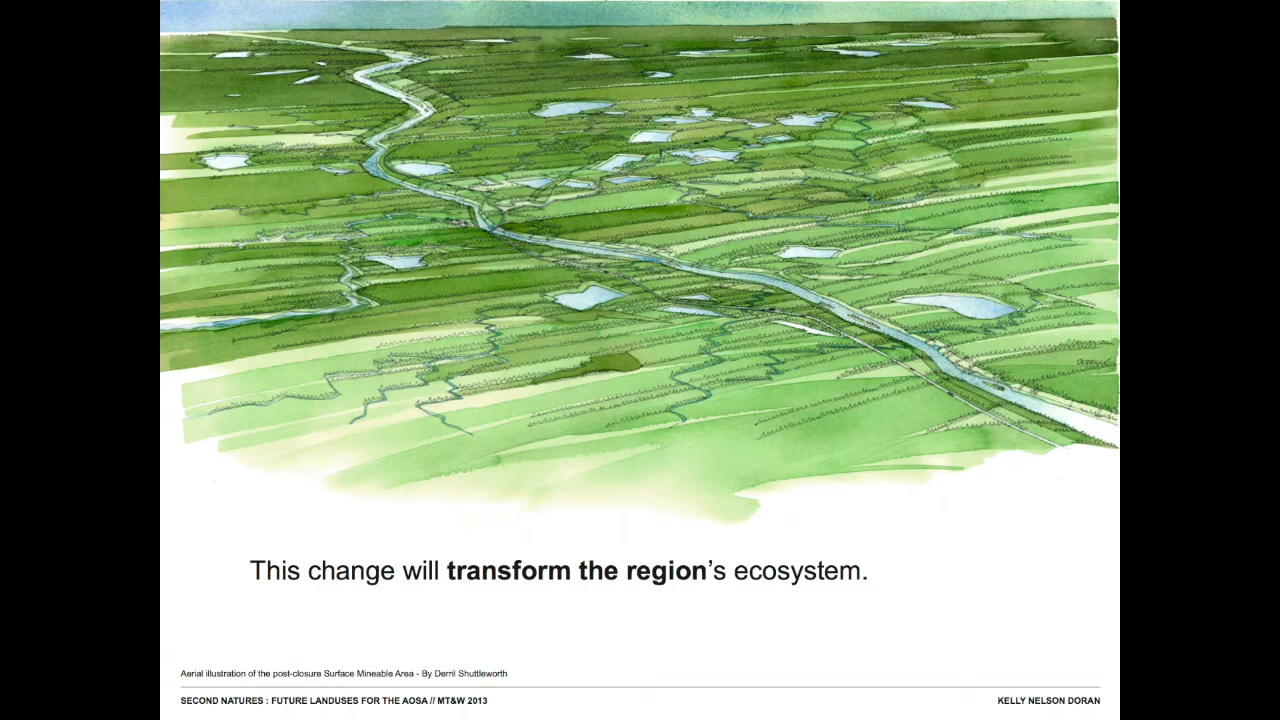 This change will transform the region's ecosystem.
Aerial illustration of the post-closure Surface Mineable Area - By Derril Shuttleworth
SECOND NATURES : FUTURE LANDUSES FOR THE AOSA // MT&W 2013
KELLY NELSON DORAN